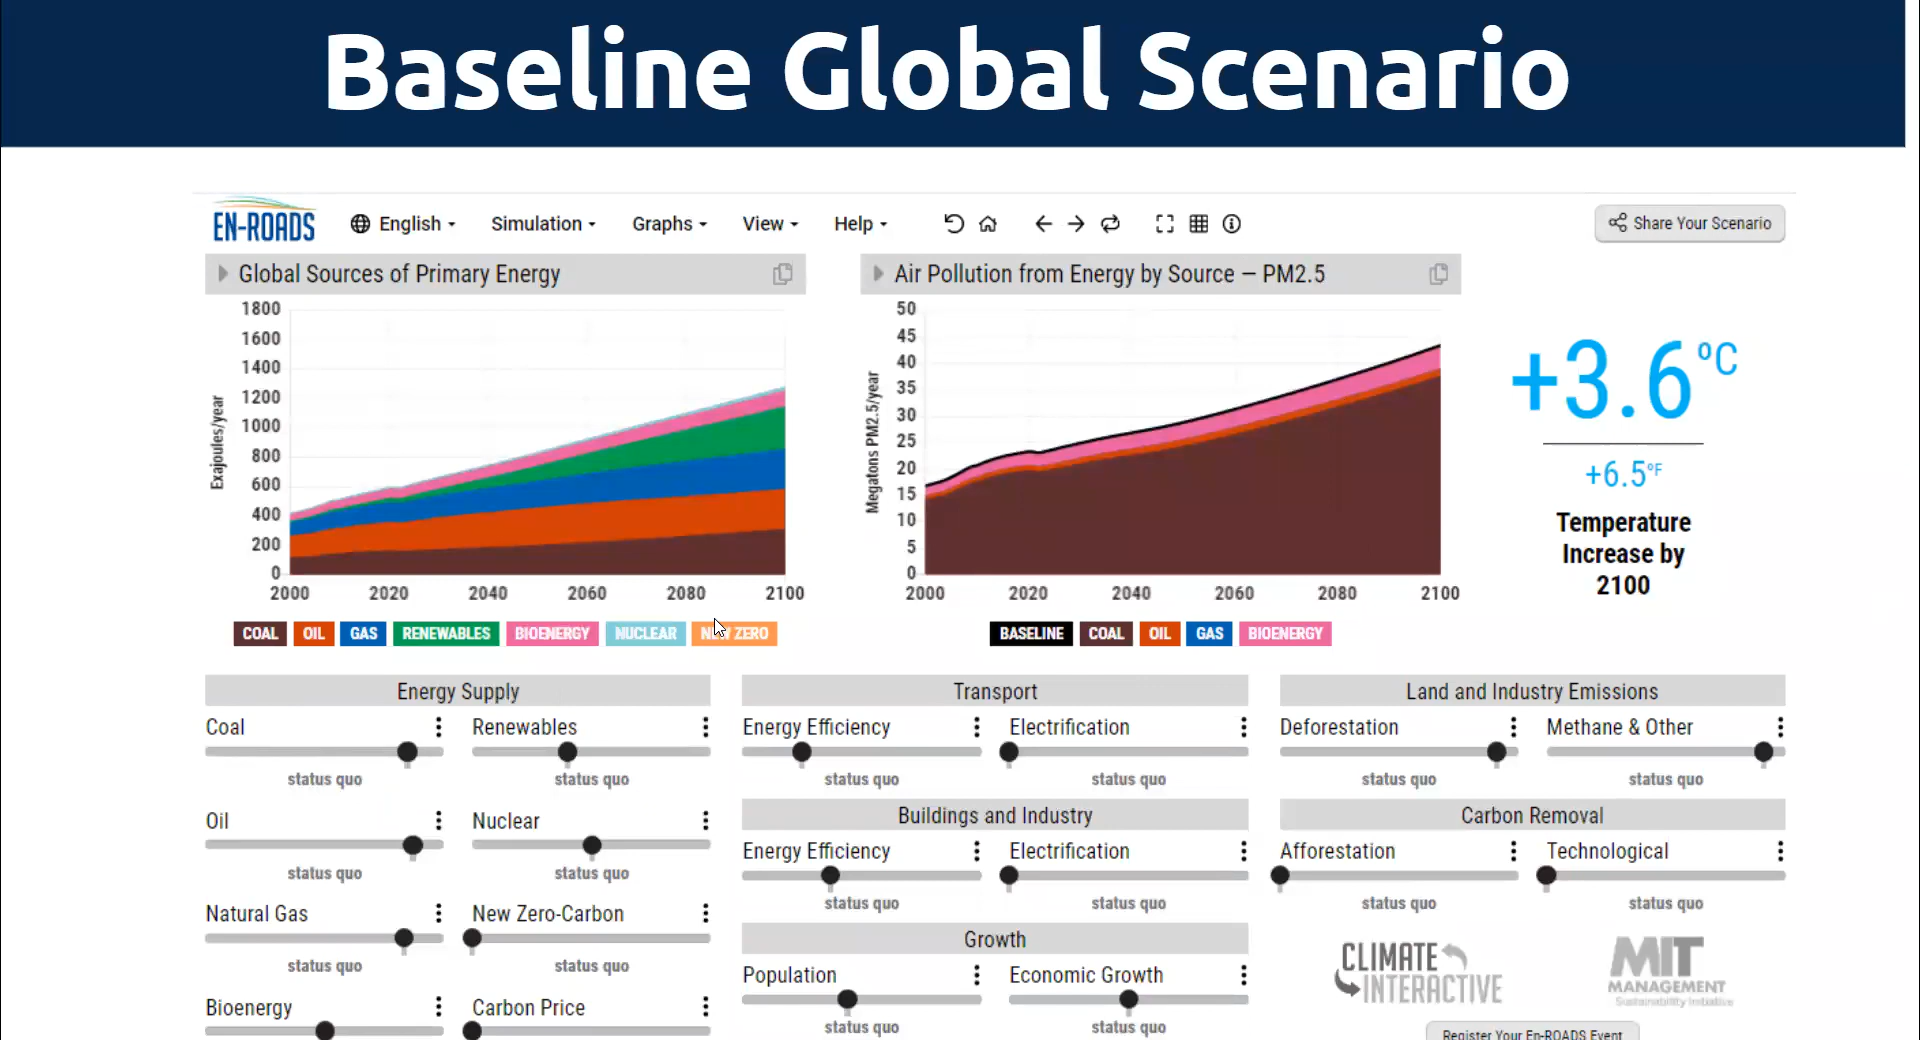 Baseline Global Scenario
EN-ROADS
English
Simulation
Graphs
View
Help
Share Your Scenario
Global Sources of Primary Energy
1800
1600
1400
1200
1000
800
600
400
200
0
Exajoules/year
2000 2020 2040 2060 2080 2100
COAL OIL GAS RENEWABLES BIOENERGY NUCLEAR NEW ZERO
Air Pollution from Energy by Source – PM2.5
50
45
40
35
30
25
20
15
10
5
0
Megatons PM2.5/year
2000 2020 2040 2060 2080 2100
BASELINE COAL OIL GAS BIOENERGY
+3.6ºC
+6.5ºF
Temperature
Increase by
2100
Energy Supply
Coal
status quo
Renewables
status quo
Oil
status quo
Nuclear
status quo
Natural Gas
status quo
New Zero-Carbon
status quo
Bioenergy
Carbon Price
Transport
Energy Efficiency
status quo
Electrification
status quo
Buildings and Industry
Energy Efficiency
status quo
Electrification
status quo
Growth
Population
status quo
Economic Growth
status quo
Land and Industry Emissions
Deforestation
status quo
Methane & Other
status quo
Carbon Removal
Afforestation
status quo
Technological
status quo
CLIMATE
INTERACTIVE
MIT
MANAGEMENT
Sustainability Initiative
Register Your En-ROADS Event